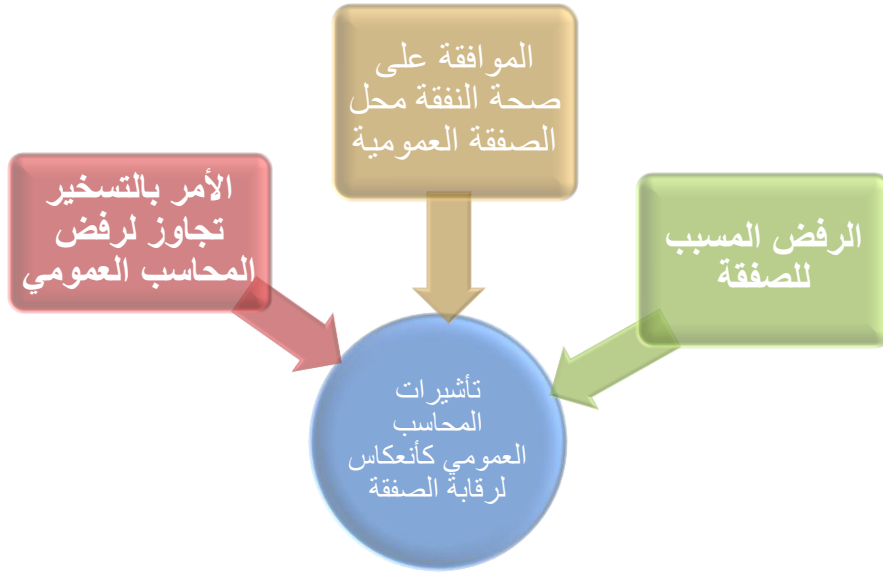 الموافقة على
صحة النفقة محل
الصفقة العمومية
الرفض المسبب
للصفقة
الأمر بالتسخير
تجاوز لرفض
المحاسب العمومي
تأشيرات
المحاسب
العمومي كأنعكاس
لرقابة الصفقة